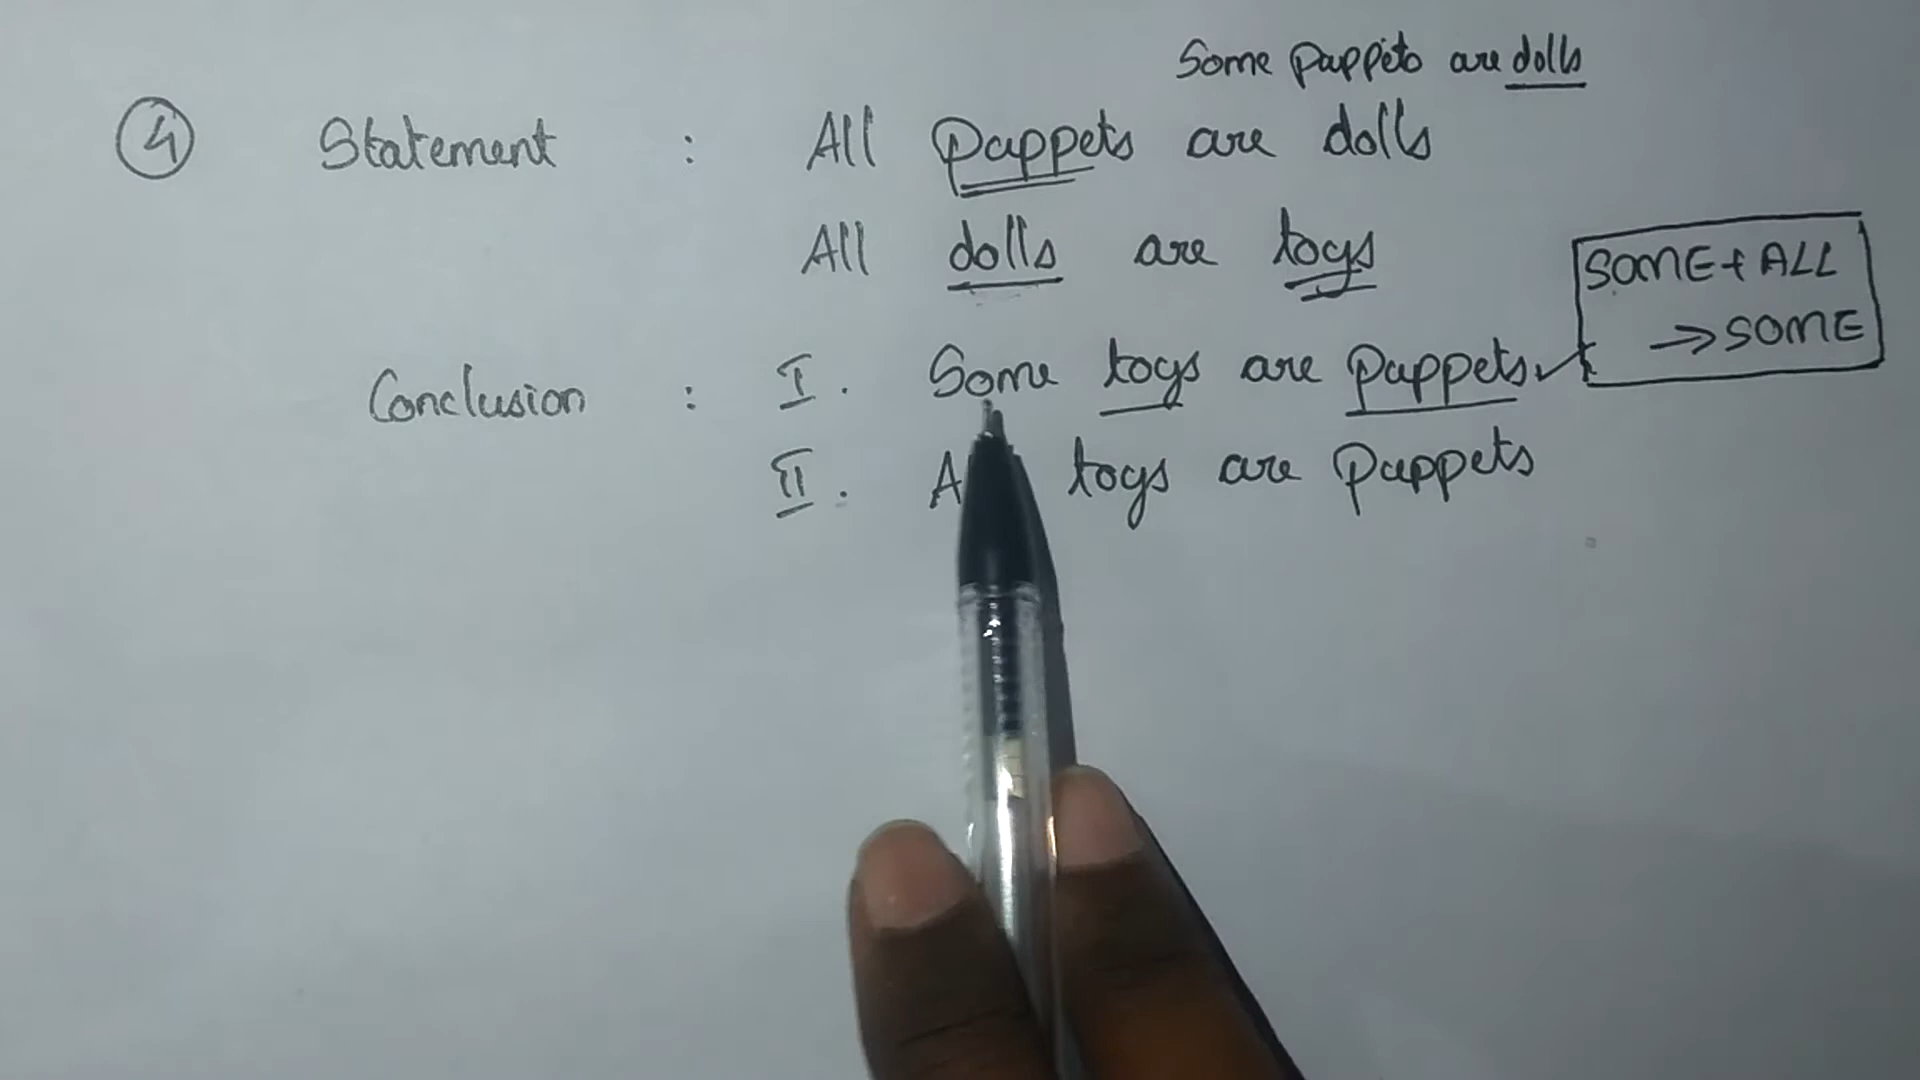 Some puppets are dolls
④ Statement : All puppets are dolls
All dolls are toys
SOME + ALL
→ SOME
Conclusion : I. Some toys are puppets ✓
II. toys are puppets